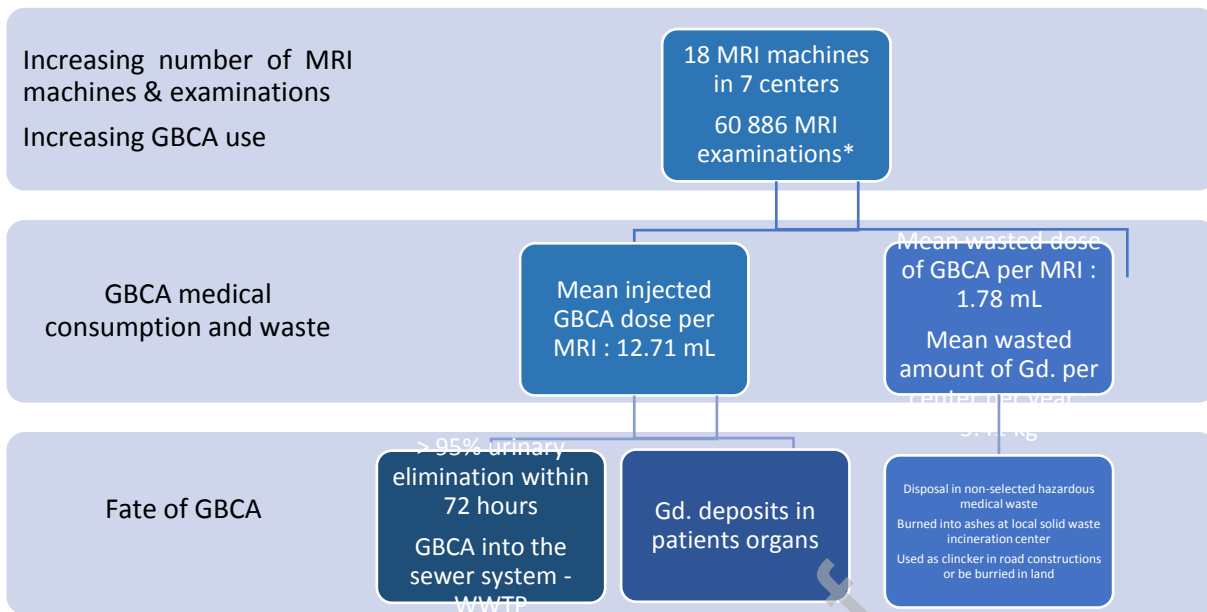 Increasing number of MRI
machines & examinations
Increasing GBCA use
18 MRI machines
in 7 centers
60 886 MRI
examinations*
GBCA medical
consumption and waste
Mean injected
GBCA dose per
MRI : 12.71 mL
Mean wasted dose
of GBCA per MRI :
1.78 mL
Mean wasted
amount of Gd. per
center per year
kg
Fate of GBCA
> 95% urinary
elimination within
72 hours
GBCA into the
sewer system -
WWTP
Gd. deposits in
patients organs
Disposal in non-selected hazardous
medical waste
Burned into ashes at local solid waste
incineration center
Used as clincker in road constructions
or be burried in land